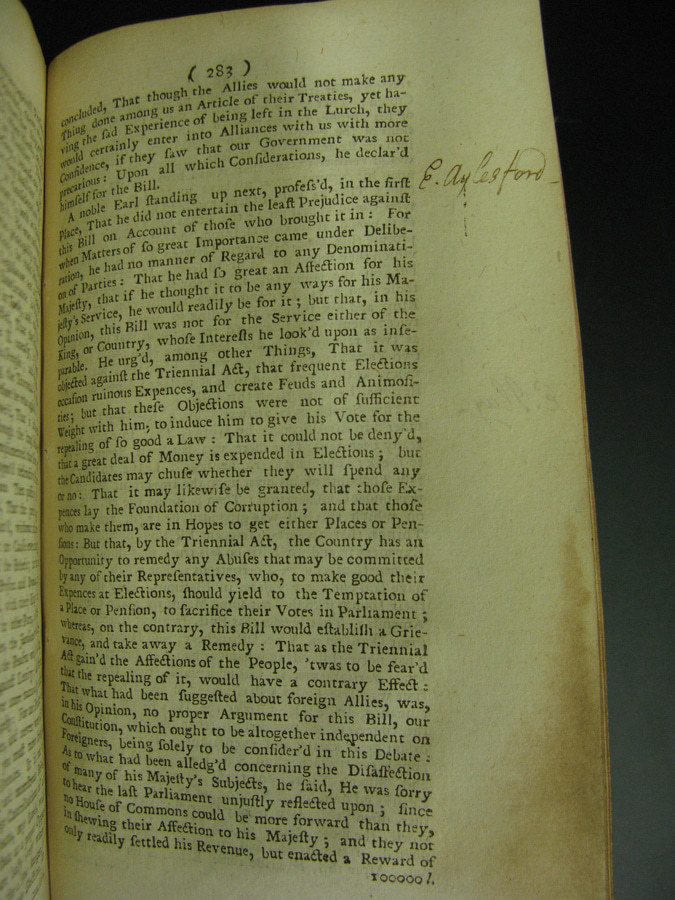 ( 283 )
concluded, That though the Allies would not make any
Thing done among us an Article of their Treaties, yet ha-
ving the ſad Experience of being left in the Lurch, they
would certainly enter into Alliances with us with more
Confidence, if they ſaw that our Government was not
precarious: Upon all which Conſiderations, he declar'd
himſelf for the Bill.
A noble Earl ſtanding up next, profeſs'd, in the firſt
E. Aylesford
Place, That he did not entertain the leaſt Prejudice againſt
this Bill on Account of thoſe who brought it in: For
when Matters of ſo great Importance came under Delibe-
ration, he had no manner of Regard to any Denominati-
on of Parties: That he had ſo great an Affection for his
Majeſty, that if he thought it to be any ways for his Ma-
jeſty's Service, he would readily be for it; but that, in his
Opinion, this Bill was not for the Service either of the
King, or Country, whoſe Intereſts he look'd upon as inſe-
parable. He urg'd, among other Things, That it was
objected againſt the Triennial Act, that frequent Elections
occaſion ruinous Expences, and create Feuds and Animoſi-
ties; but that theſe Objections were not of ſufficient
Weight with him, to induce him to give his Vote for the
repealing of ſo good a Law: That it could not be deny'd,
that a great deal of Money is expended in Elections; but
the Candidates may chuſe whether they will ſpend any
or no: That it may likewiſe be granted, that thoſe Ex-
pences lay the Foundation of Corruption; and that thoſe
who make them, are in Hopes to get either Places or Pen-
ſions: But that, by the Triennial Act, the Country has an
Opportunity to remedy any Abuſes that may be committed
by any of their Repreſentatives, who, to make good their
Expences at Elections, ſhould yield to the Temptation of
a Place or Penſion, to ſacrifice their Votes in Parliament;
whereas, on the contrary, this Bill would eſtabliſh a Grie-
vance, and take away a Remedy: That as the Triennial
Act gain'd the Affections of the People, 'twas to be fear'd
that the repealing of it, would have a contrary Effect:
That what had been ſuggeſted about foreign Allies, was,
in his Opinion, no proper Argument for this Bill, our
Conſtitution, which ought to be altogether independent on
Foreigners, being ſolely to be conſider'd in this Debate:
As to what had been alledg'd concerning the Diſaffection
of many of his Majeſty's Subjects, he ſaid, He was ſorry
to hear the laſt Parliament unjuſtly reflected upon; ſince
no Houſe of Commons could be more forward than they,
in ſhewing their Affection to his Majeſty; and they not
only readily ſettled his Revenue, but enacted a Reward of
100000 l.